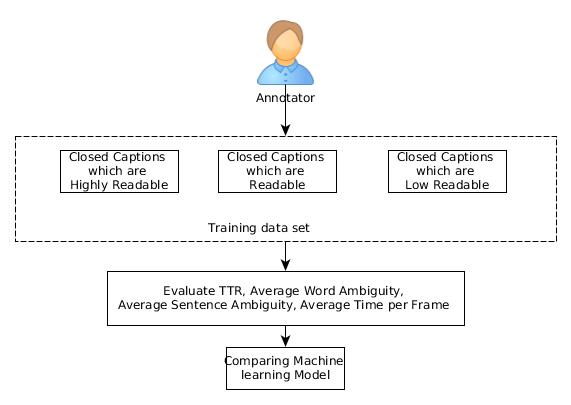 Annotator
Closed Captions
which are
Highly Readable
Closed Captions
which are
Readable
Closed Captions
which are
Low Readable
Training data set
Evaluate TTR, Average Word Ambiguity,
Average Sentence Ambiguity, Average Time per Frame
Comparing Machine
learning Model